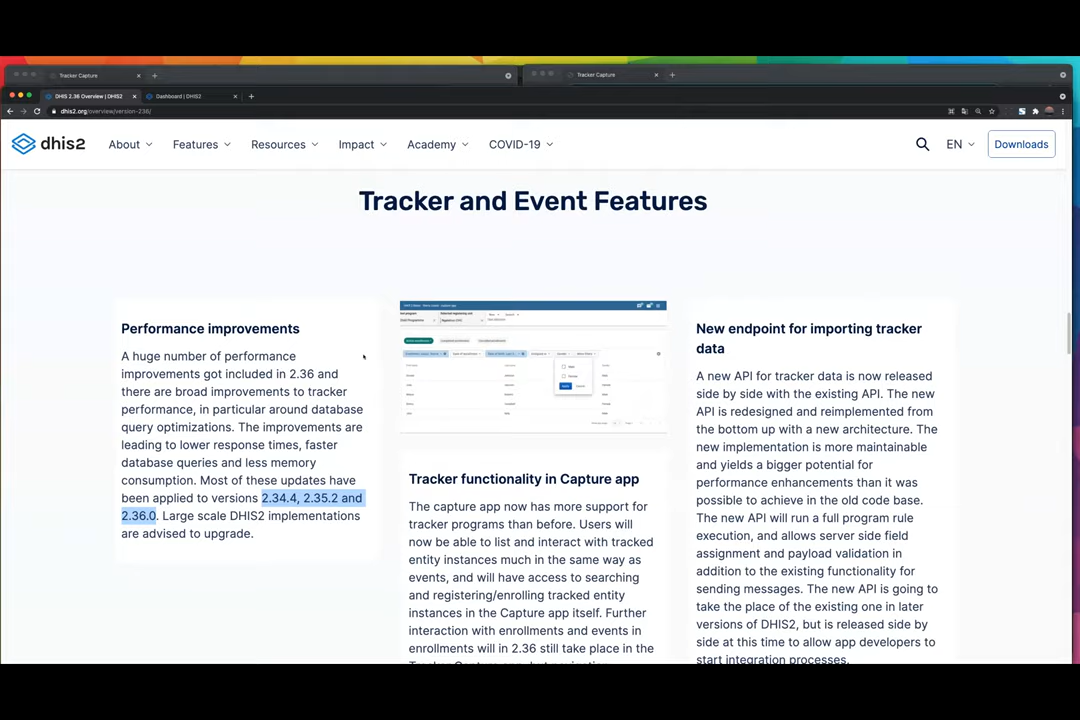 Tracker Capture
Tracker Capture
DHIS 2.36 Overview | DHIS2
Dashboard | DHIS2
dhis2.org/overview/version-236/
dhis2
About
Features
Resources
Impact
Academy
COVID-19
EN
Downloads
Tracker and Event Features
Performance improvements
A huge number of performance
improvements got included in 2.36 and
there are broad improvements to tracker
performance, in particular around database
query optimizations. The improvements are
leading to lower response times, faster
database queries and less memory
consumption. Most of these updates have
been applied to versions 2.34.4, 2.35.2 and
2.36.0. Large scale DHIS2 implementations
are advised to upgrade.
Tracker functionality in Capture app
The capture app now has more support for
tracker programs than before. Users will
now be able to list and interact with tracked
entity instances much in the same way as
events, and will have access to searching
and registering/enrolling tracked entity
instances in the Capture app itself. Further
interaction with enrollments and events in
enrollments will in 2.36 still take place in the
Tracker Capture app, but navigation
New endpoint for importing tracker
data
A new API for tracker data is now released
side by side with the existing API. The new
API is redesigned and reimplemented from
the bottom up with a new architecture. The
new implementation is more maintainable
and yields a bigger potential for
performance enhancements than it was
possible to achieve in the old code base.
The new API will run a full program rule
execution, and allows server side field
assignment and payload validation in
addition to the existing functionality for
sending messages. The new API is going to
take the place of the existing one in later
versions of DHIS2, but is released side by
side at this time to allow app developers to
start integration processes.